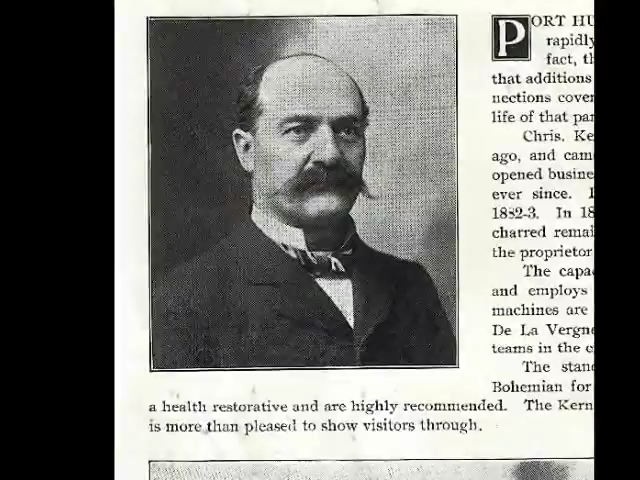 PORT HU
rapidly
fact, th
that additions
nections cover
life of that par
Chris. Ke
ago, and cam
opened busine
ever since. I
1882-3. In 18
charred remai
the proprietor
The capa
and employs
machines are
De La Vergne
teams in the c
The stan
Bohemian for
a health restorative and are highly recommended. The Kern
is more than pleased to show visitors through.